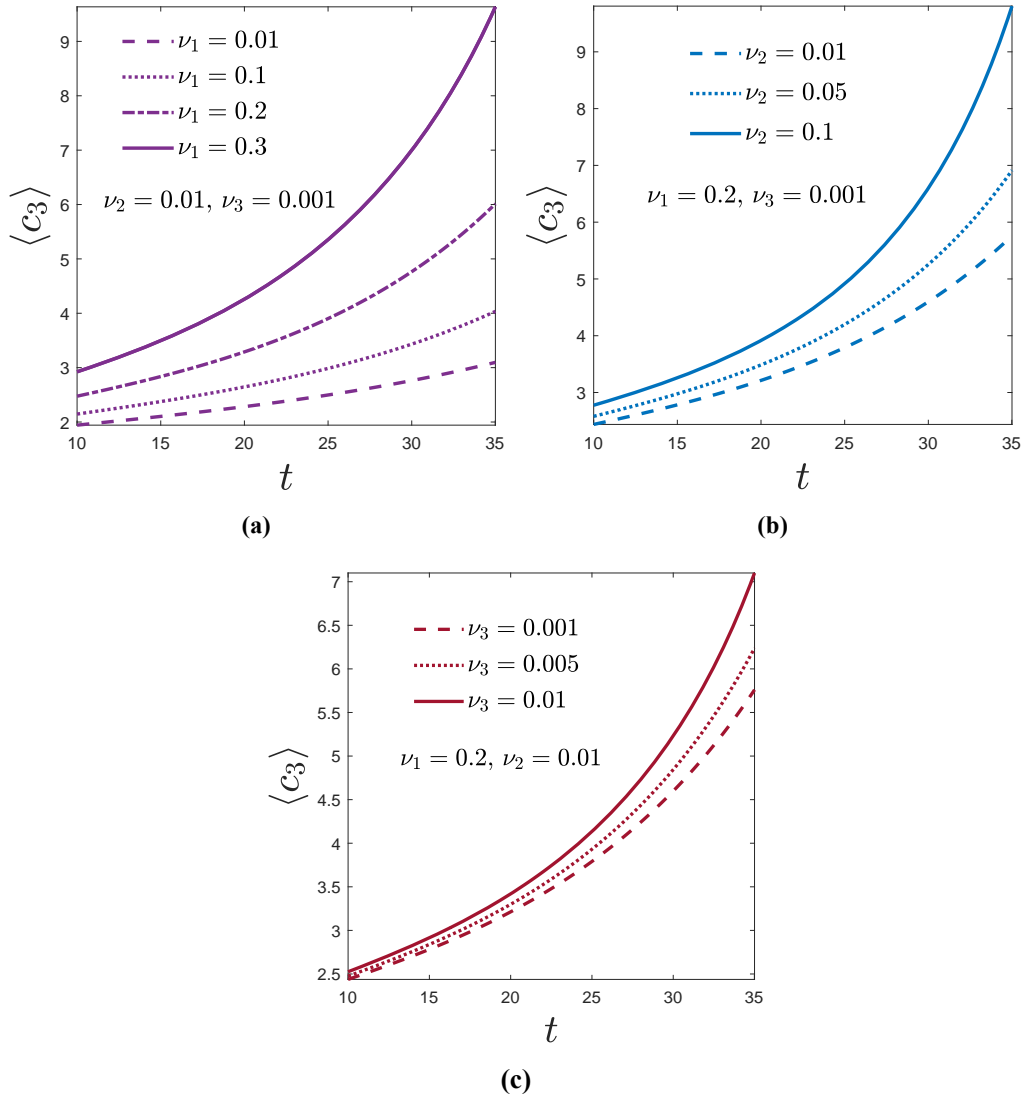 ν₁ = 0.01
ν₁ = 0.1
ν₁ = 0.2
ν₁ = 0.3
ν₂ = 0.01, ν₃ = 0.001
⟨c₃⟩
9
8
7
6
5
4
3
2
10 15 20 25 30 35
t
(a)
ν₂ = 0.01
ν₂ = 0.05
ν₂ = 0.1
ν₁ = 0.2, ν₃ = 0.001
⟨c₃⟩
9
8
7
6
5
4
3
10 15 20 25 30 35
t
(b)
ν₃ = 0.001
ν₃ = 0.005
ν₃ = 0.01
ν₁ = 0.2, ν₂ = 0.01
⟨c₃⟩
7
6.5
6
5.5
5
4.5
4
3.5
3
2.5
10 15 20 25 30 35
t
(c)